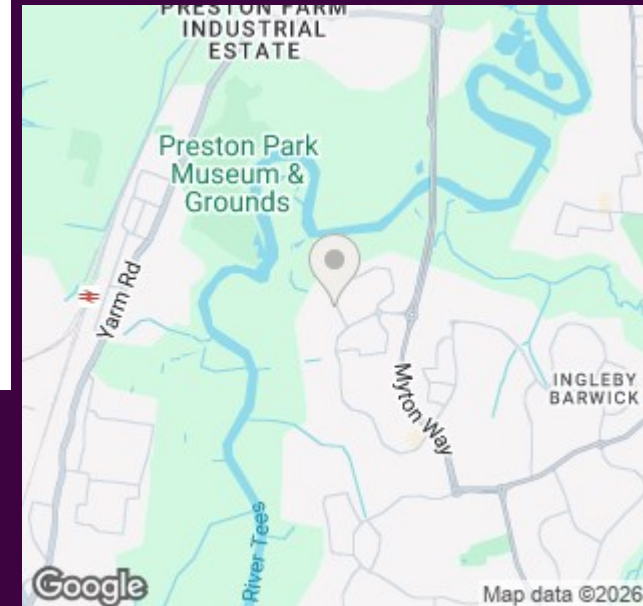 PRESTON FARM
INDUSTRIAL
ESTATE
Preston Park
Museum &
Grounds
Yarm Rd
Myton Way
INGLEBY
BARWICK
River Tees
Google
Map data ©2026